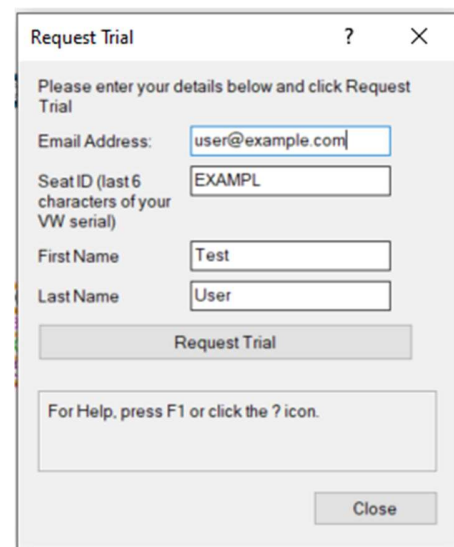 Request Trial
?
Please enter your details below and click Request
Trial
Email Address:
user@example.com
Seat ID (last 6
characters of your
VW serial)
EXAMPL
First Name
Test
Last Name
User
Request Trial
For Help, press F1 or click the ? icon.
Close